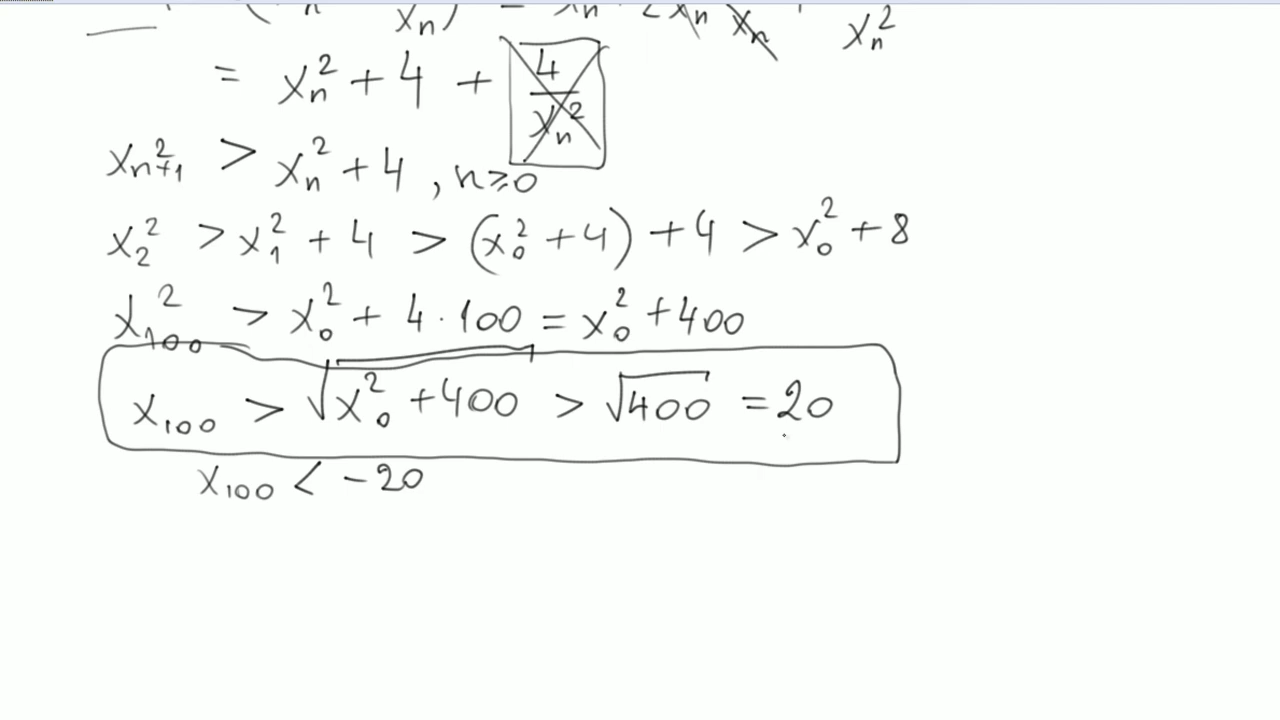 = xₙ² + 4 + 4/xₙ²
xₙ₊₁² > xₙ² + 4 , n ≥ 0
x₂² > x₁² + 4 > (x₀² + 4) + 4 > x₀² + 8
x₁₀₀² > x₀² + 4 · 100 = x₀² + 400
x₁₀₀ > √(x₀² + 400) > √400 = 20
x₁₀₀ < -20